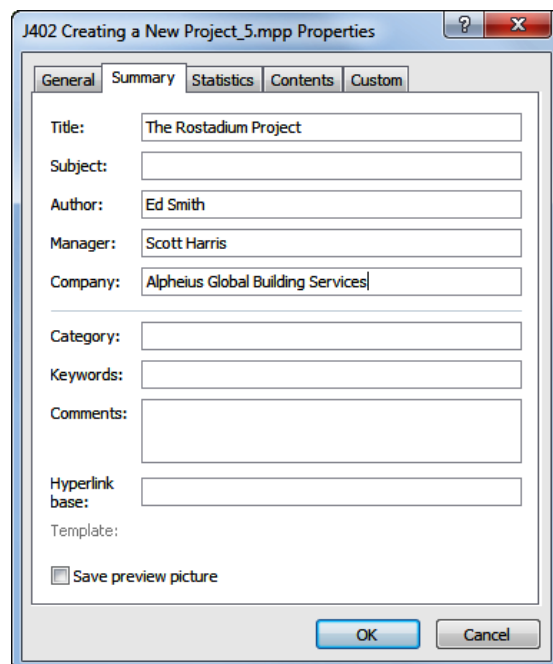 J402 Creating a New Project_5.mpp Properties
General Summary Statistics Contents Custom
Title: The Rostadium Project
Subject:
Author: Ed Smith
Manager: Scott Harris
Company: Alpheius Global Building Services
Category:
Keywords:
Comments:
Hyperlink
base:
Template:
Save preview picture
OK Cancel